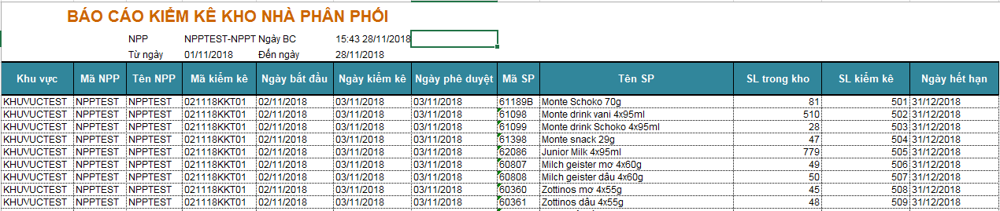 BÁO CÁO KIỂM KÊ KHO NHÀ PHÂN PHỐI
NPP NPPTEST-NPPT Ngày BC 15:43 28/11/2018
Từ ngày 01/11/2018 Đến ngày 28/11/2018
Khu vực Mã NPP Tên NPP Mã kiểm kê Ngày bắt đầu Ngày kiểm kê Ngày phê duyệt Mã SP Tên SP SL trong kho SL kiểm kê Ngày hết hạn
KHUVUCTEST NPPTEST NPPTEST 021118KKT01 02/11/2018 03/11/2018 03/11/2018 61189B Monte Schoko 70g 81 501 31/12/2018
KHUVUCTEST NPPTEST NPPTEST 021118KKT01 02/11/2018 03/11/2018 03/11/2018 61098 Monte drink vani 4x95ml 510 502 31/12/2018
KHUVUCTEST NPPTEST NPPTEST 021118KKT01 02/11/2018 03/11/2018 03/11/2018 61099 Monte drink Schoko 4x95ml 28 503 31/12/2018
KHUVUCTEST NPPTEST NPPTEST 021118KKT01 02/11/2018 03/11/2018 03/11/2018 61398 Monte snack 29g 47 504 31/12/2018
KHUVUCTEST NPPTEST NPPTEST 021118KKT01 02/11/2018 03/11/2018 03/11/2018 62086 Junior Milk 4x95ml 779 505 31/12/2018
KHUVUCTEST NPPTEST NPPTEST 021118KKT01 02/11/2018 03/11/2018 03/11/2018 60807 Milch geister mơ 4x60g 49 506 31/12/2018
KHUVUCTEST NPPTEST NPPTEST 021118KKT01 02/11/2018 03/11/2018 03/11/2018 60808 Milch geister dâu 4x60g 50 507 31/12/2018
KHUVUCTEST NPPTEST NPPTEST 021118KKT01 02/11/2018 03/11/2018 03/11/2018 60360 Zottinos mơ 4x55g 45 508 31/12/2018
KHUVUCTEST NPPTEST NPPTEST 021118KKT01 02/11/2018 03/11/2018 03/11/2018 60361 Zottinos dâu 4x55g 48 509 31/12/2018